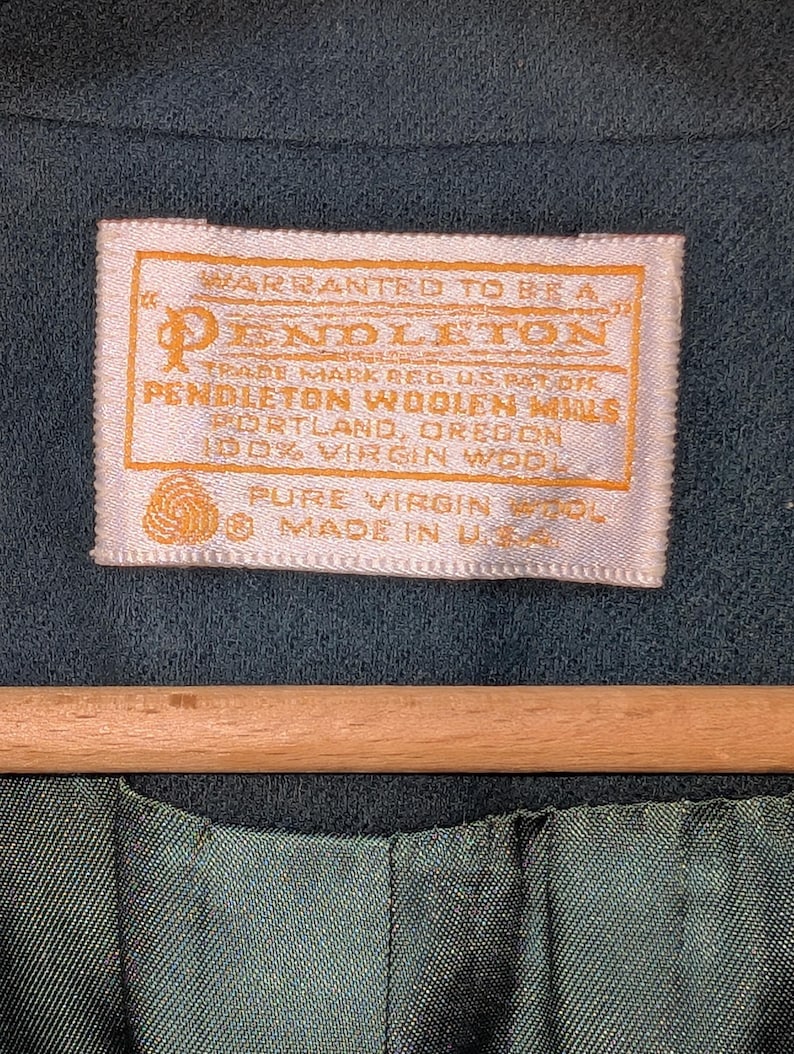 WARRANTED TO BE A
"PENDLETON"
TRADE MARK REG. U.S. PAT. OFF.
PENDLETON WOOLEN MILLS
PORTLAND, OREGON
100% VIRGIN WOOL
PURE VIRGIN WOOL
® MADE IN U.S.A.